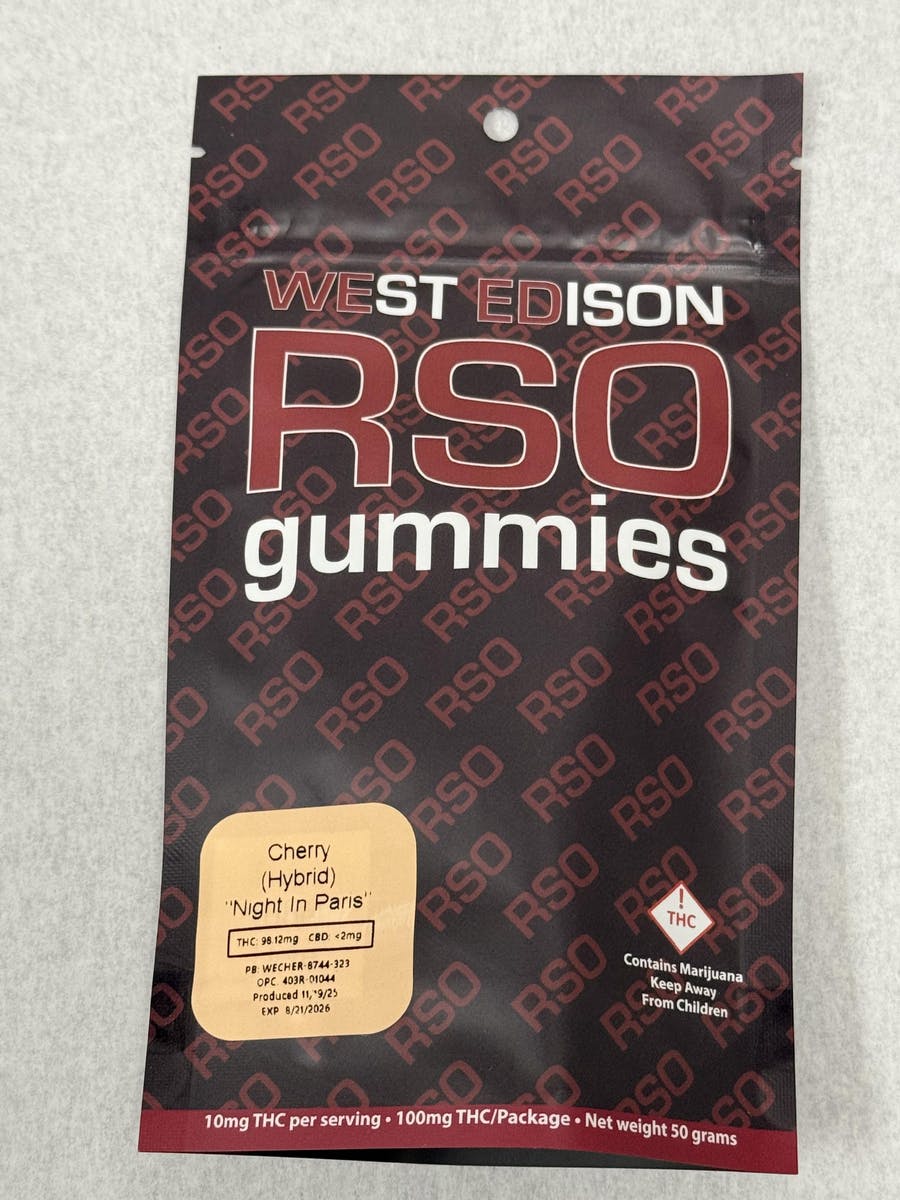 WEST EDISON
RSO
gummies
Cherry
(Hybrid)
"Night In Paris"
THC: 98.12mg CBD: <2mg
PB: WECHER-8744-323
OPC: 403R-01044
Produced
EXP 8/21/2026
!
THC
Contains Marijuana
Keep Away
From Children
10mg THC per serving • 100mg THC/Package • Net weight 50 grams